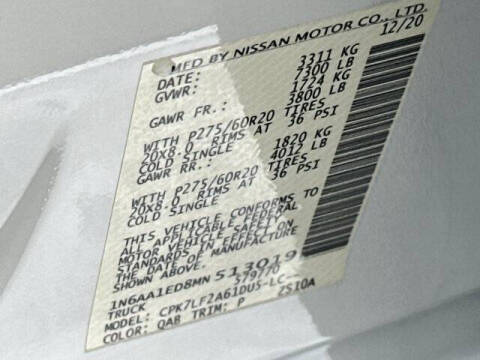 MFD BY NISSAN MOTOR CO., LTD.
DATE: 12/20
GVWR: 3311 KG
7300 LB
GAWR FR.: 1724 KG
3800 LB
WITH P275/60R20 TIRES
20X8.0 RIMS AT 36 PSI
COLD SINGLE
GAWR RR.: 1820 KG
4012 LB
WITH P275/60R20 TIRES
20X8.0 RIMS AT 36 PSI
COLD SINGLE
THIS VEHICLE CONFORMS TO
ALL APPLICABLE FEDERAL
MOTOR VEHICLE SAFETY
STANDARDS IN EFFECT ON
THE DATE OF MANUFACTURE
SHOWN ABOVE.
1N6AA1ED8MN 513019
TRUCK 579770
MODEL: CPK7LF2A61DU5-LC
COLOR: QAB TRIM: P 2510A